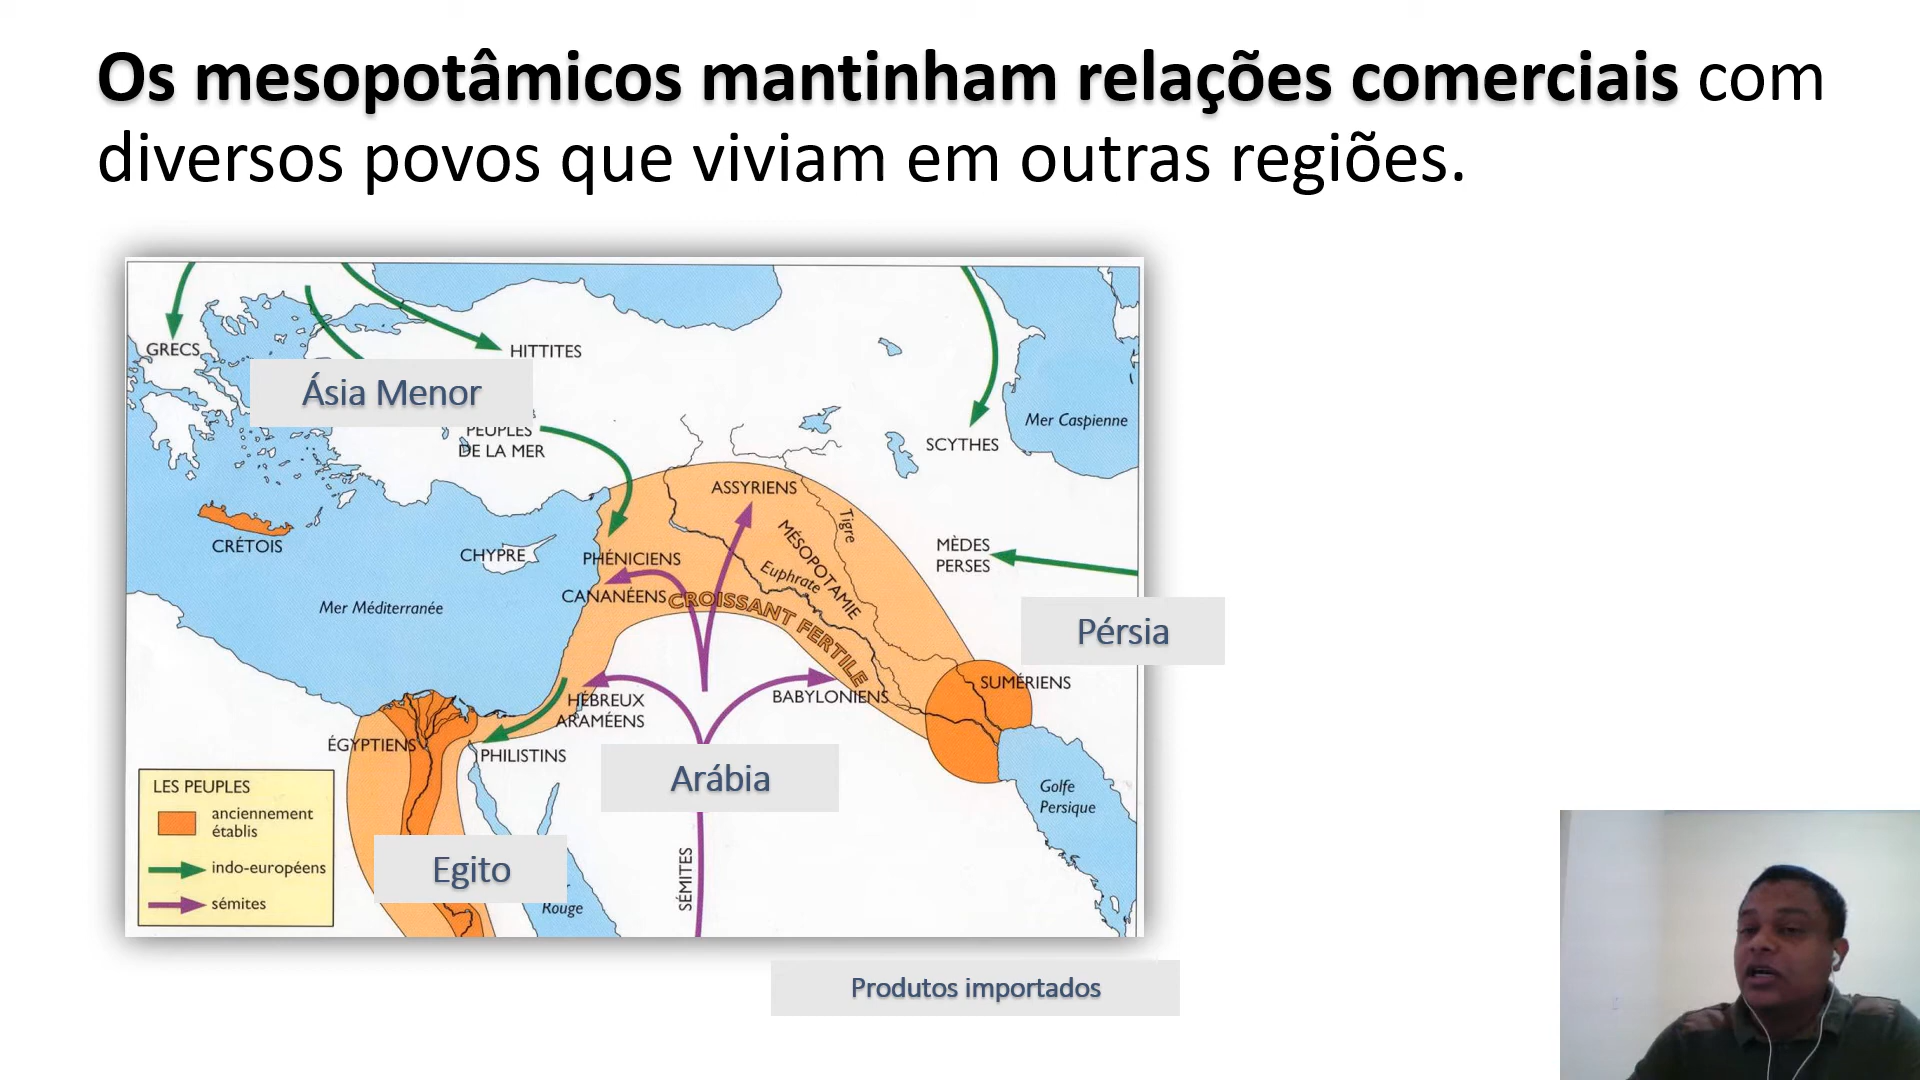 Os mesopotâmicos mantinham relações comerciais com
diversos povos que viviam em outras regiões.
GRECS
HITTITES
Ásia Menor
PEUPLES
DE LA MER
Mer Caspienne
SCYTHES
ASSYRIENS
Tigre
MÉSOPOTAMIE
Euphrate
CRÉTOIS
CHYPRE
PHÉNICIENS
MÈDES
PERSES
CANANÉENS
CROISSANT FERTILE
Mer Méditerranée
Pérsia
SUMÉRIENS
HÉBREUX
ARAMÉENS
BABYLONIENS
ÉGYPTIENS
PHILISTINS
Arábia
Golfe
Persique
LES PEUPLES
anciennement
établis
indo-européens
sémites
Egito
Rouge
SÉMITES
Produtos importados